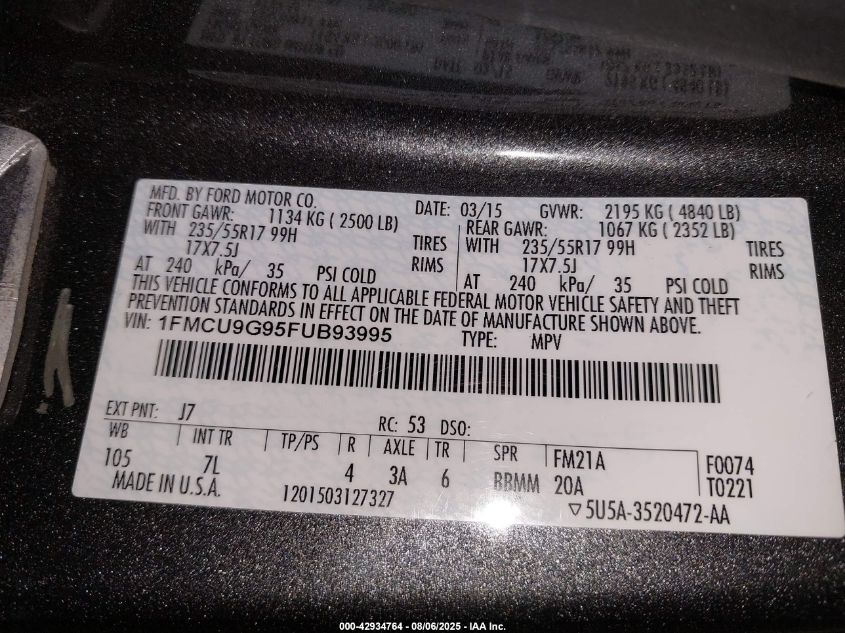 MFD. BY FORD MOTOR CO. DATE: 03/15 GVWR: 2195 KG ( 4840 LB)
FRONT GAWR: 1134 KG ( 2500 LB) REAR GAWR: 1067 KG ( 2352 LB)
WITH 235/55R17 99H TIRES WITH 235/55R17 99H TIRES
17X7.5J RIMS 17X7.5J RIMS
AT 240 kPa/ 35 PSI COLD AT 240 kPa/ 35 PSI COLD
THIS VEHICLE CONFORMS TO ALL APPLICABLE FEDERAL MOTOR VEHICLE SAFETY AND THEFT
PREVENTION STANDARDS IN EFFECT ON THE DATE OF MANUFACTURE SHOWN ABOVE.
VIN: 1FMCU9G95FUB93995 TYPE: MPV
EXT PNT: J7 RC: 53 DSO:
WB INT TR TP/PS R AXLE TR SPR FM21A F0074
105 7L 4 3A 6 BBMM 20A T0221
MADE IN U.S.A. 1201503127327 ▽5U5A-3520472-AA
000-42934764 - 08/06/2025 - IAA Inc.